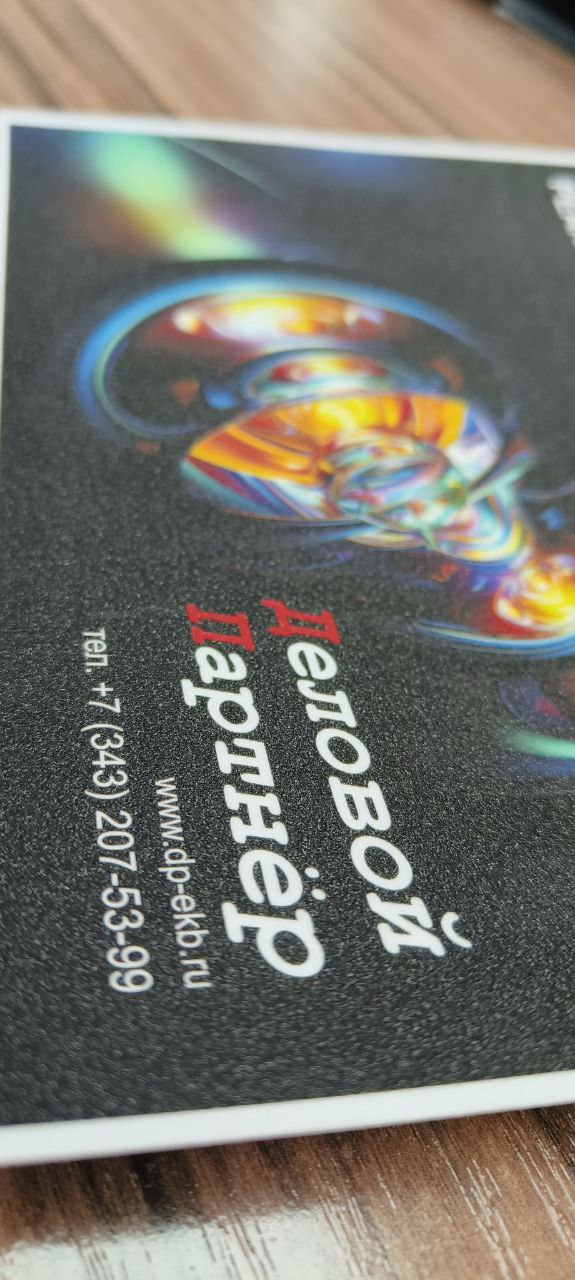 Деловой
Партнёр
www.dp-ekb.ru
тел. +7 (343) 207-53-99